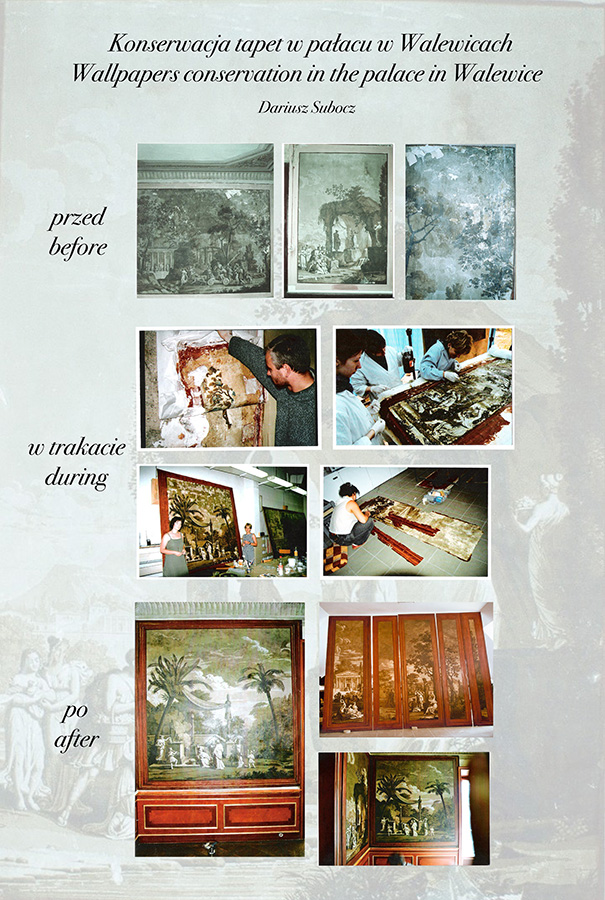 Konserwacja tapet w pałacu w Walewicach
Wallpapers conservation in the palace in Walewice
Dariusz Subocz
przed
before
w trakacie
during
po
after